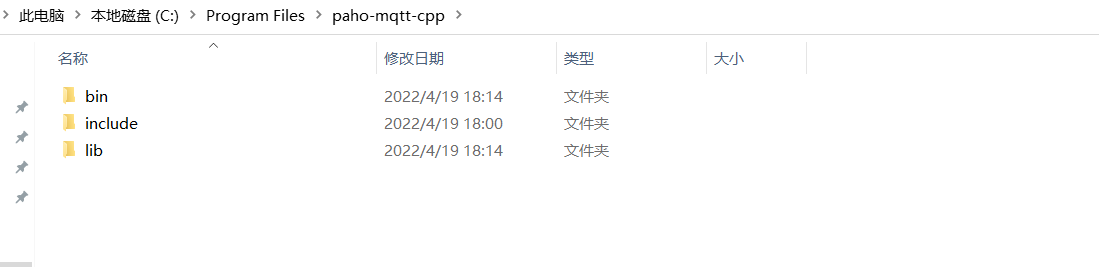 此电脑 > 本地磁盘 (C:) > Program Files > paho-mqtt-cpp >
名称 修改日期 类型 大小
bin 2022/4/19 18:14 文件夹
include 2022/4/19 18:00 文件夹
lib 2022/4/19 18:14 文件夹